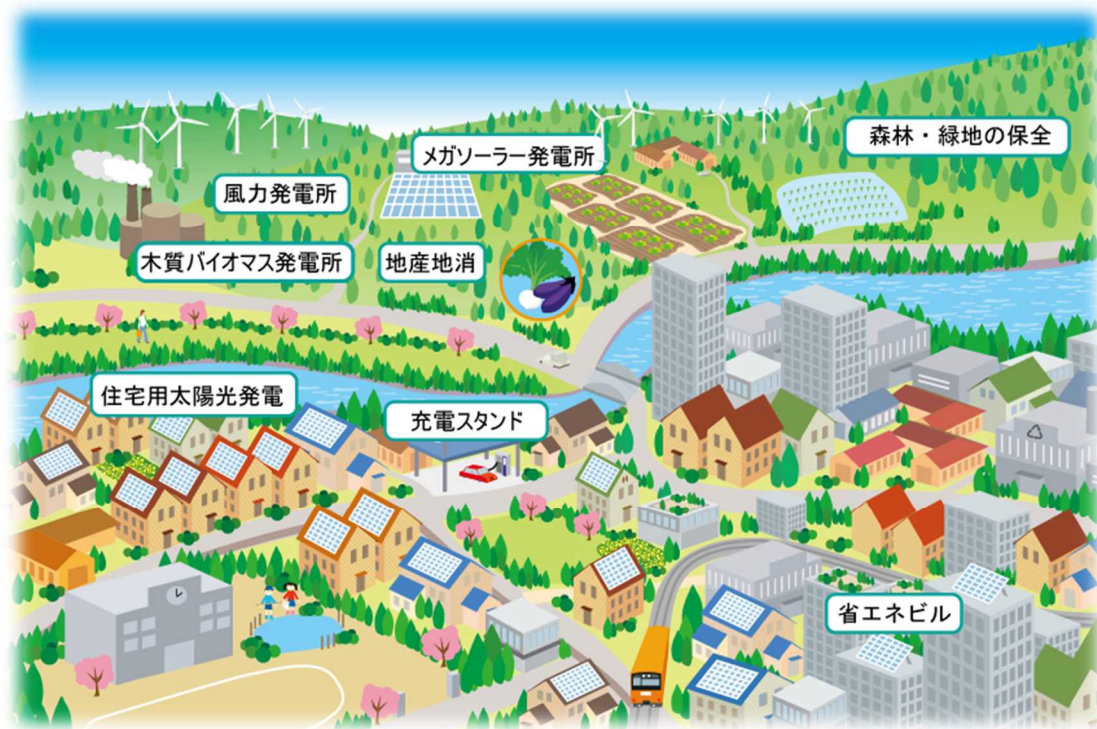 メガソーラー発電所
森林・緑地の保全
風力発電所
木質バイオマス発電所
地産地消
住宅用太陽光発電
充電スタンド
省エネビル